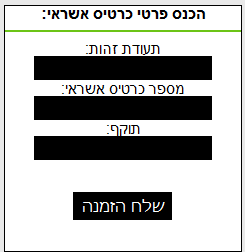 הכנס פרטי כרטיס אשראי:
תעודת זהות:
מספר כרטיס אשראי:
תוקף:
שלח הזמנה